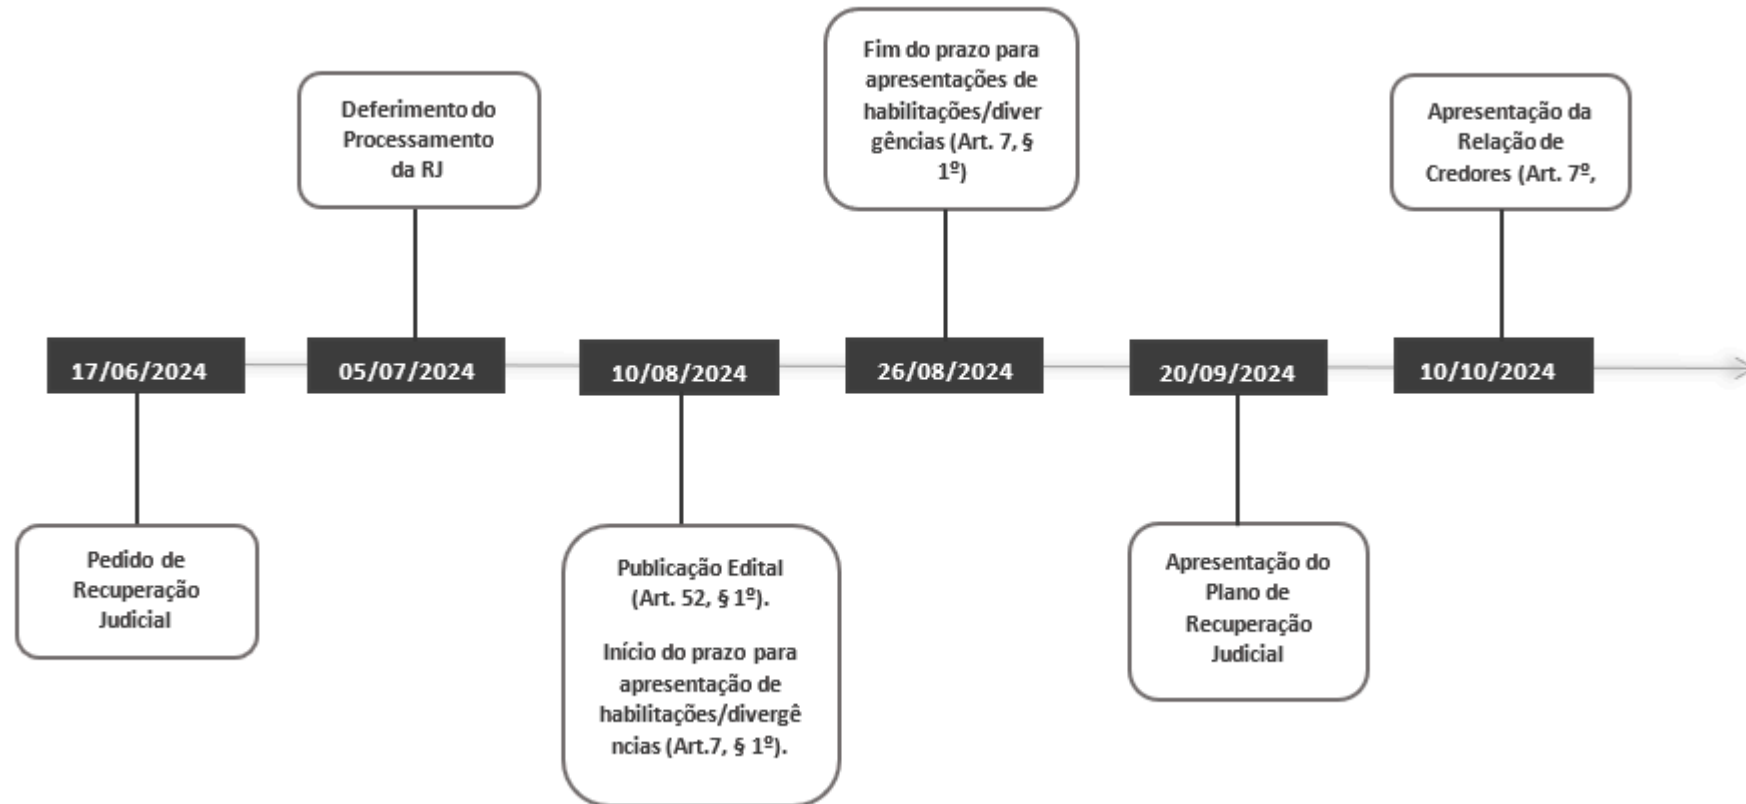 Fim do prazo para
apresentações de
habilitações/diver
gências (Art. 7, §
1º)
Deferimento do
Processamento
da RJ
Apresentação da
Relação de
Credores (Art. 7º,
17/06/2024
05/07/2024
10/08/2024
26/08/2024
20/09/2024
10/10/2024
Pedido de
Recuperação
Judicial
Publicação Edital
(Art. 52, § 1º).
Início do prazo para
apresentação de
habilitações/divergê
ncias (Art.7, § 1º).
Apresentação do
Plano de
Recuperação
Judicial